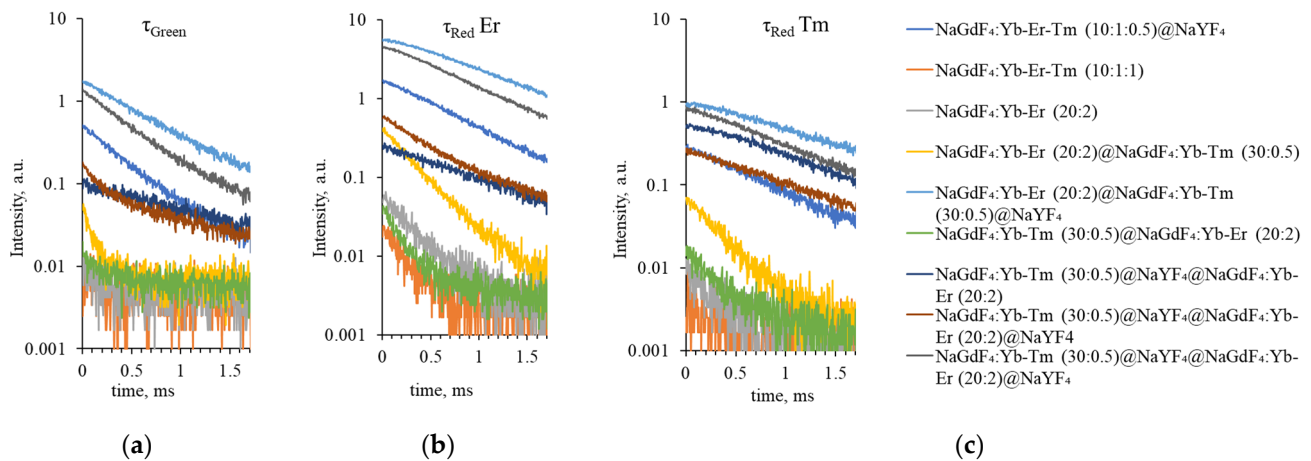 τGreen
τRed Er
τRed Tm
10
1
0.1
0.01
0.001
0
0.5
1
1.5
Intensity, a.u.
time, ms
10
1
0.1
0.01
0.001
0
0.5
1
1.5
Intensity, a.u.
time, ms
10
1
0.1
0.01
0.001
0
0.5
1
1.5
Intensity, a.u.
time, ms
NaGdF₄:Yb-Er-Tm (10:1:0.5)@NaYF₄
NaGdF₄:Yb-Er-Tm (10:1:1)
NaGdF₄:Yb-Er (20:2)
NaGdF₄:Yb-Er (20:2)@NaGdF₄:Yb-Tm (30:0.5)
NaGdF₄:Yb-Er (20:2)@NaGdF₄:Yb-Tm
(30:0.5)@NaYF₄
NaGdF₄:Yb-Tm (30:0.5)@NaGdF₄:Yb-Er (20:2)
NaGdF₄:Yb-Tm (30:0.5)@NaYF₄@NaGdF₄:Yb-
Er (20:2)
NaGdF₄:Yb-Tm (30:0.5)@NaYF₄@NaGdF₄:Yb-
Er (20:2)@NaYF4
NaGdF₄:Yb-Tm (30:0.5)@NaYF₄@NaGdF₄:Yb-
Er (20:2)@NaYF₄
(a)
(b)
(c)